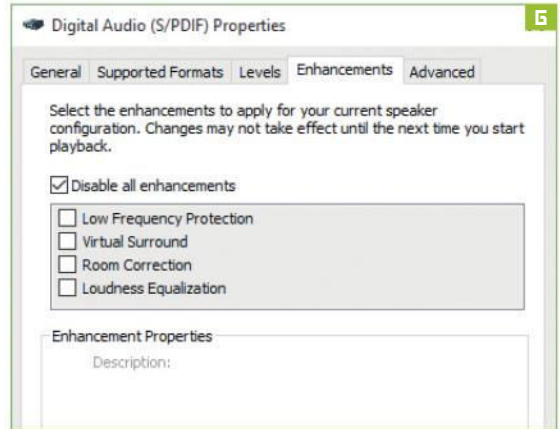 Digital Audio (S/PDIF) Properties
G
General Supported Formats Levels Enhancements Advanced
Select the enhancements to apply for your current speaker
configuration. Changes may not take effect until the next time you start
playback.
Disable all enhancements
Low Frequency Protection
Virtual Surround
Room Correction
Loudness Equalization
Enhancement Properties
Description: